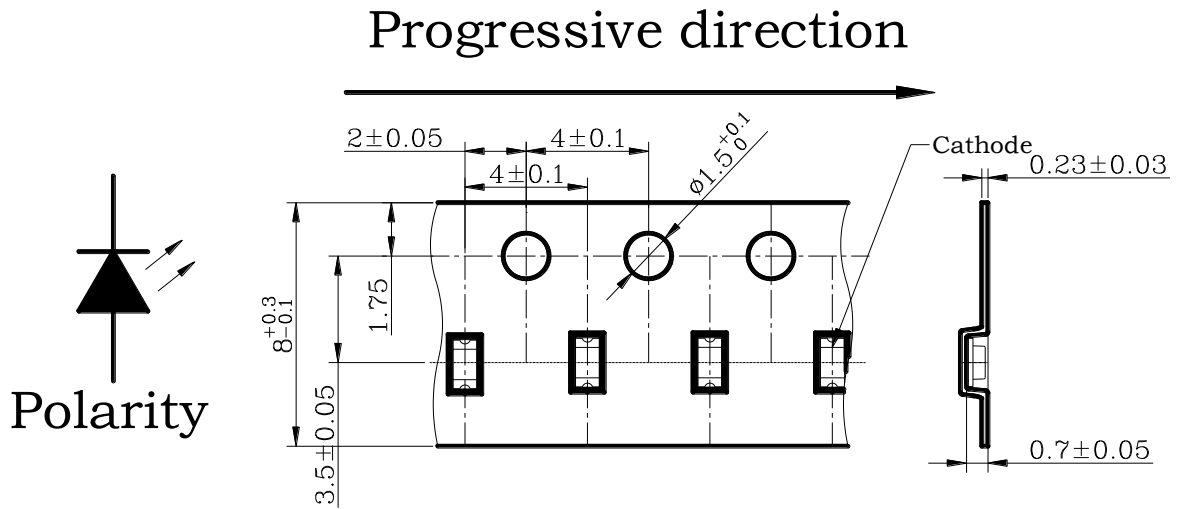 Progressive direction
2±0.05
4±0.1
ø1.5 +0.1 0
Cathode
4±0.1
0.23±0.03
8 +0.3 -0.1
1.75
Polarity
3.5±0.05
0.7±0.05